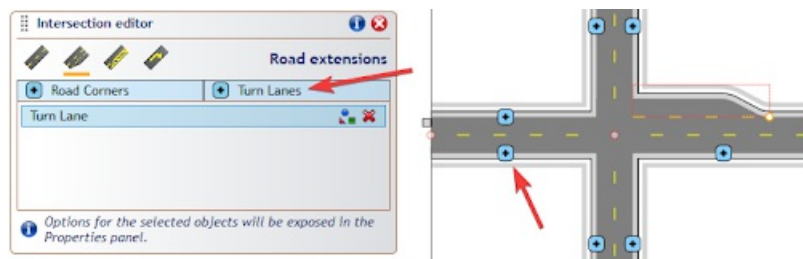 Intersection editor
Road extensions
Road Corners
Turn Lanes
Turn Lane
Options for the selected objects will be exposed in the
Properties panel.